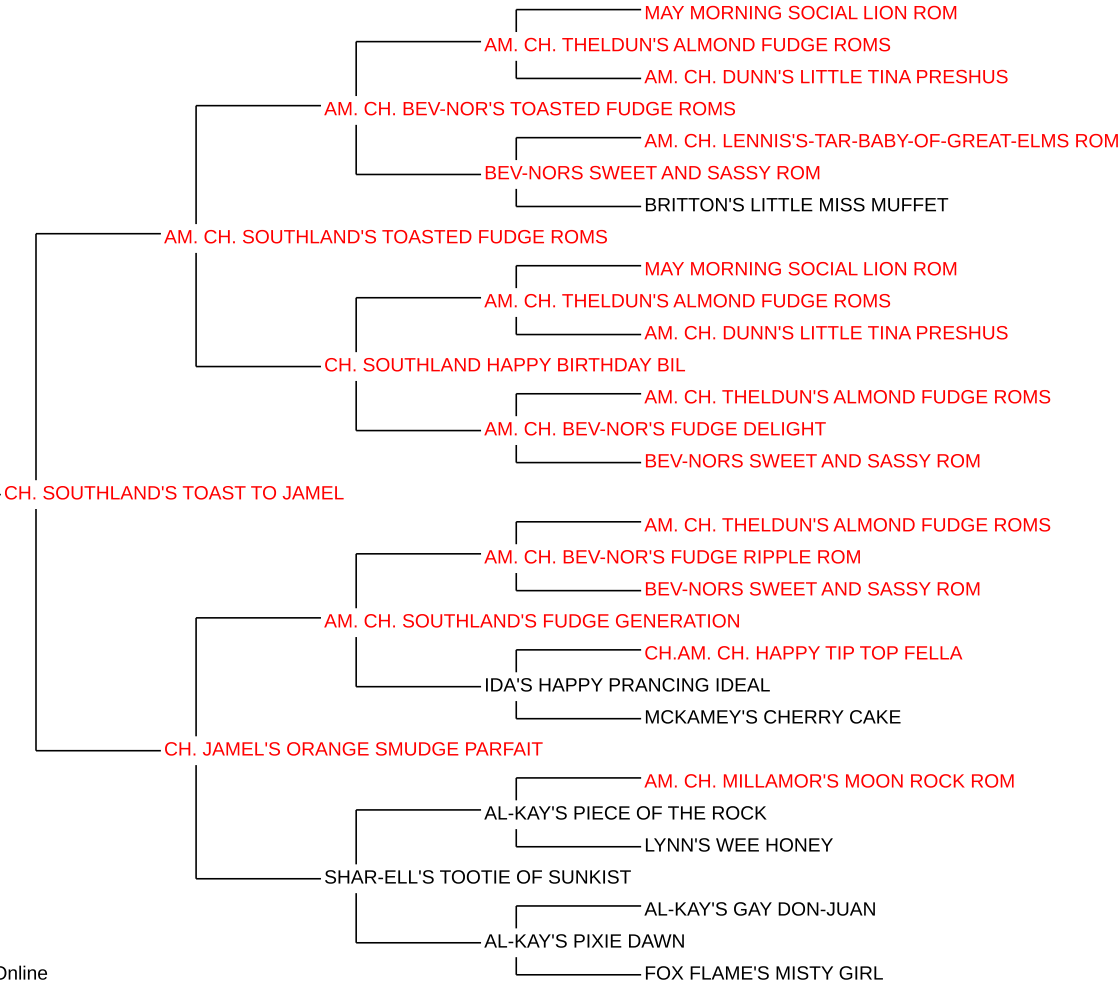 MAY MORNING SOCIAL LION ROM
AM. CH. THELDUN'S ALMOND FUDGE ROMS
AM. CH. DUNN'S LITTLE TINA PRESHUS
AM. CH. BEV-NOR'S TOASTED FUDGE ROMS
AM. CH. LENNIS'S-TAR-BABY-OF-GREAT-ELMS ROM
BEV-NORS SWEET AND SASSY ROM
BRITTON'S LITTLE MISS MUFFET
AM. CH. SOUTHLAND'S TOASTED FUDGE ROMS
MAY MORNING SOCIAL LION ROM
AM. CH. THELDUN'S ALMOND FUDGE ROMS
AM. CH. DUNN'S LITTLE TINA PRESHUS
CH. SOUTHLAND HAPPY BIRTHDAY BIL
AM. CH. THELDUN'S ALMOND FUDGE ROMS
AM. CH. BEV-NOR'S FUDGE DELIGHT
BEV-NORS SWEET AND SASSY ROM
CH. SOUTHLAND'S TOAST TO JAMEL
AM. CH. THELDUN'S ALMOND FUDGE ROMS
AM. CH. BEV-NOR'S FUDGE RIPPLE ROM
BEV-NORS SWEET AND SASSY ROM
AM. CH. SOUTHLAND'S FUDGE GENERATION
CH.AM. CH. HAPPY TIP TOP FELLA
IDA'S HAPPY PRANCING IDEAL
MCKAMEY'S CHERRY CAKE
CH. JAMEL'S ORANGE SMUDGE PARFAIT
AM. CH. MILLAMOR'S MOON ROCK ROM
AL-KAY'S PIECE OF THE ROCK
LYNN'S WEE HONEY
SHAR-ELL'S TOOTIE OF SUNKIST
AL-KAY'S GAY DON-JUAN
AL-KAY'S PIXIE DAWN
FOX FLAME'S MISTY GIRL
Online